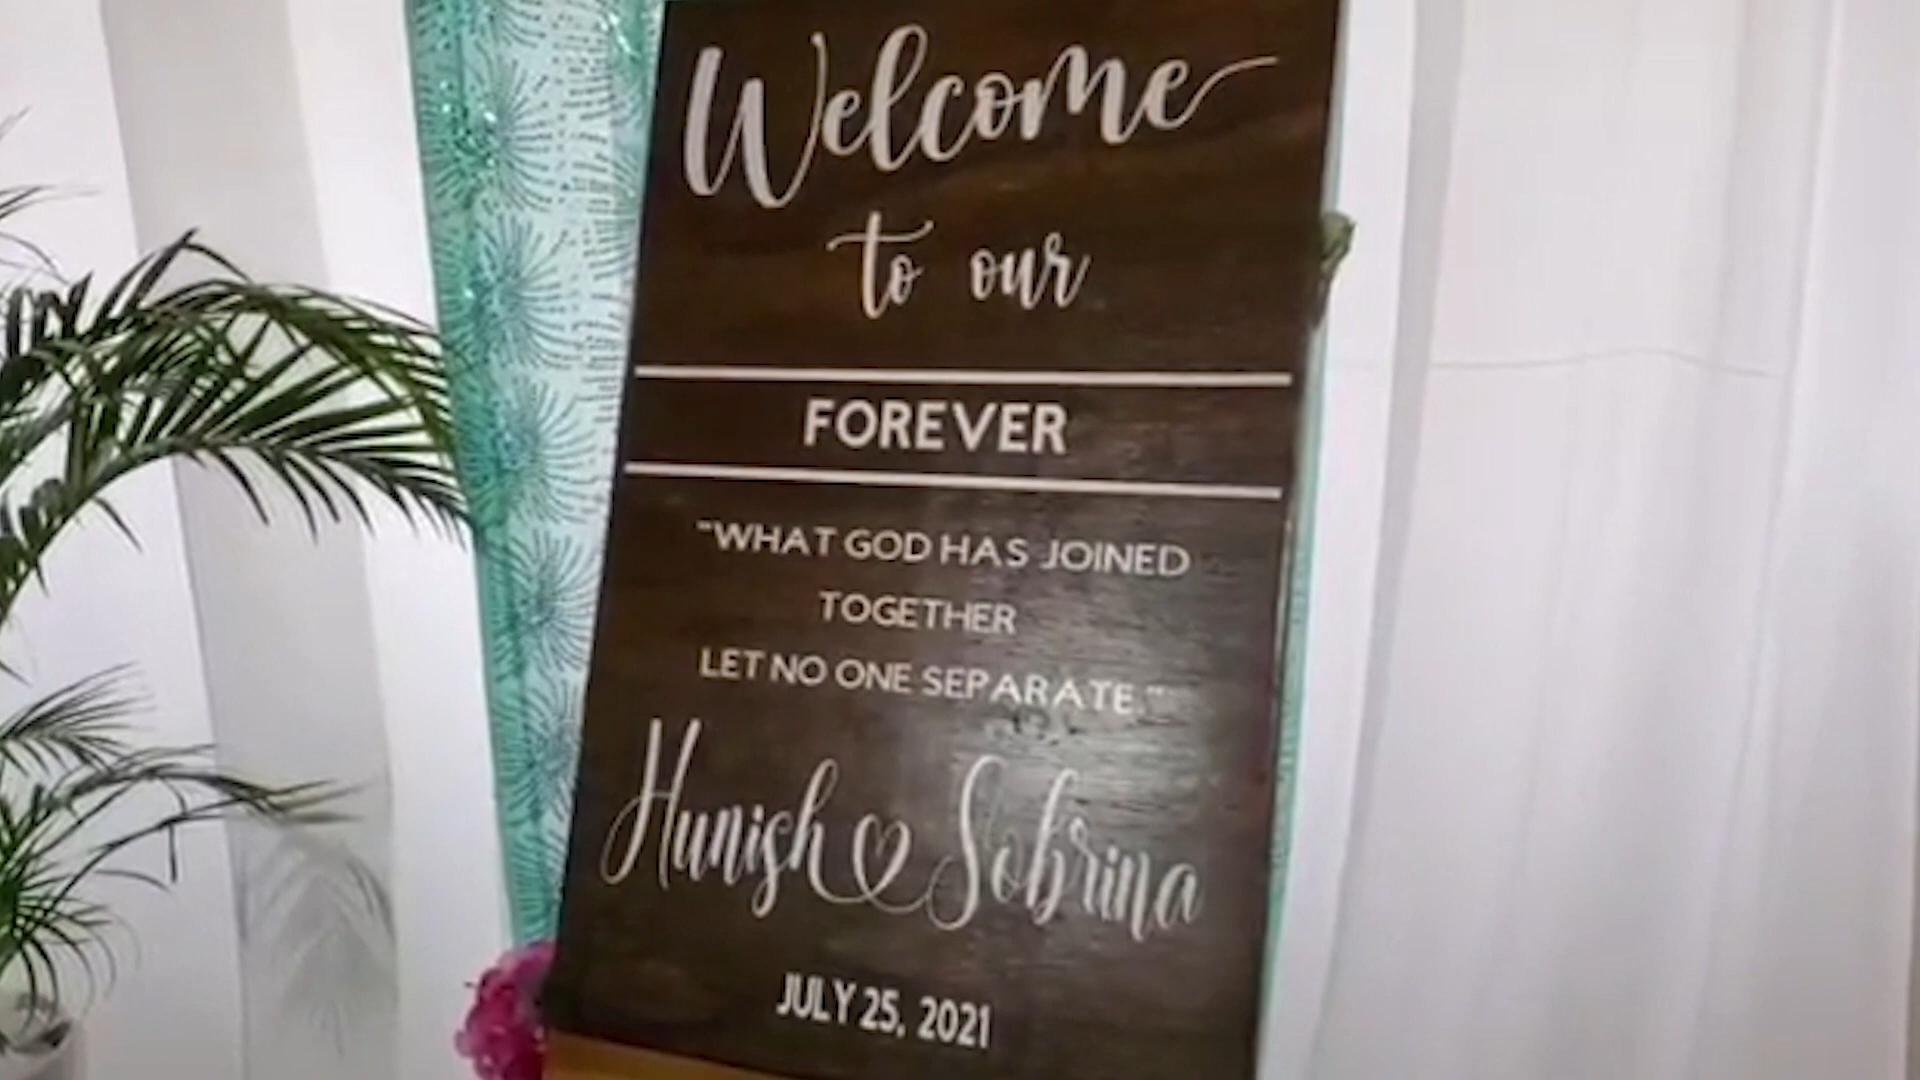 Welcome
to our
FOREVER
"WHAT GOD HAS JOINED
TOGETHER
LET NO ONE SEPARATE."
Hunish Sobrina
JULY 25, 2021